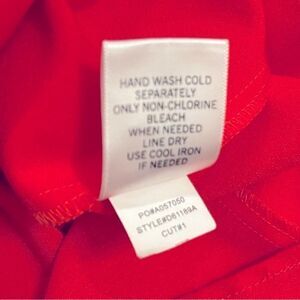 HAND WASH COLD
SEPARATELY
ONLY NON-CHLORINE
BLEACH
WHEN NEEDED
LINE DRY
USE COOL IRON
IF NEEDED
PO#A057050
STYLE#D61189A
CUT#1